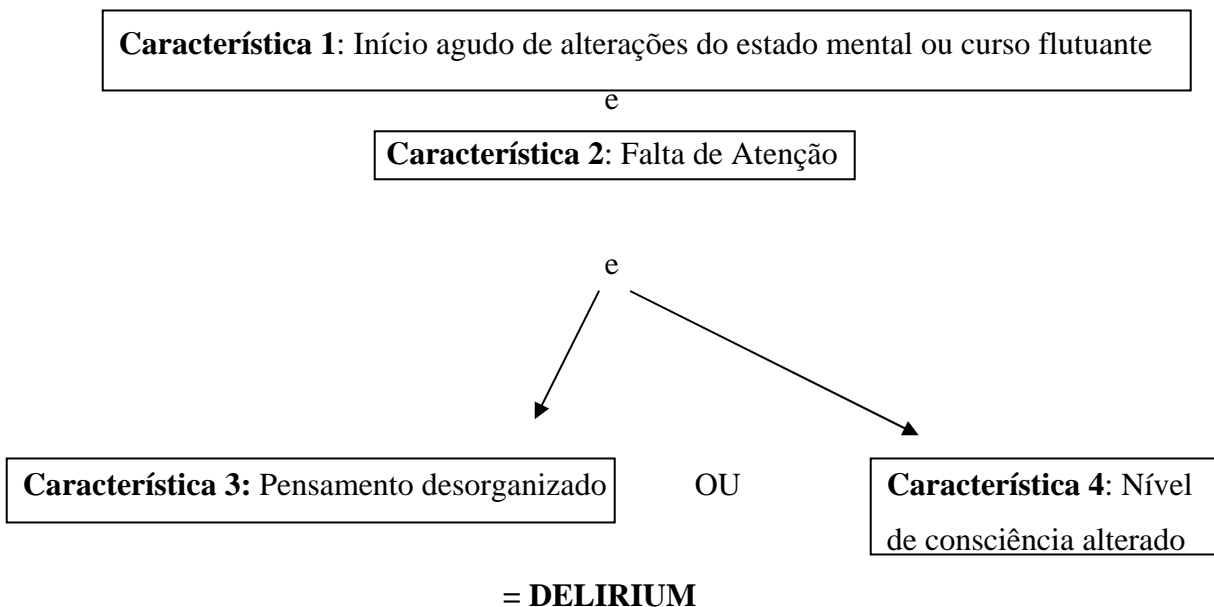 Característica 1: Início agudo de alterações do estado mental ou curso flutuante
e
Característica 2: Falta de Atenção
e
Característica 3: Pensamento desorganizado
OU
Característica 4: Nível
de consciência alterado
= DELIRIUM